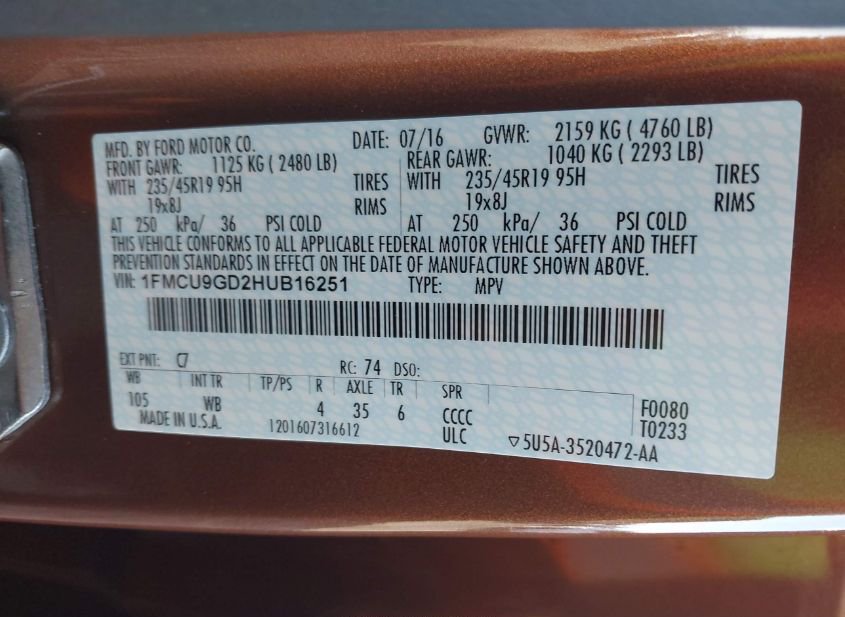 MFD. BY FORD MOTOR CO. DATE: 07/16 GVWR: 2159 KG ( 4760 LB)
FRONT GAWR: 1125 KG ( 2480 LB) REAR GAWR: 1040 KG ( 2293 LB)
WITH 235/45R19 95H TIRES WITH 235/45R19 95H TIRES
19x8J RIMS 19x8J RIMS
AT 250 kPa/ 36 PSI COLD AT 250 kPa/ 36 PSI COLD
THIS VEHICLE CONFORMS TO ALL APPLICABLE FEDERAL MOTOR VEHICLE SAFETY AND THEFT
PREVENTION STANDARDS IN EFFECT ON THE DATE OF MANUFACTURE SHOWN ABOVE.
VIN: 1FMCU9GD2HUB16251 TYPE: MPV
EXT PNT: C7 RC: 74 DSO:
WB INT TR TP/PS R AXLE TR SPR
105 WB 4 35 6 CCCC F0080
MADE IN U.S.A. 1201607316612 ULC T0233
▽5U5A-3520472-AA